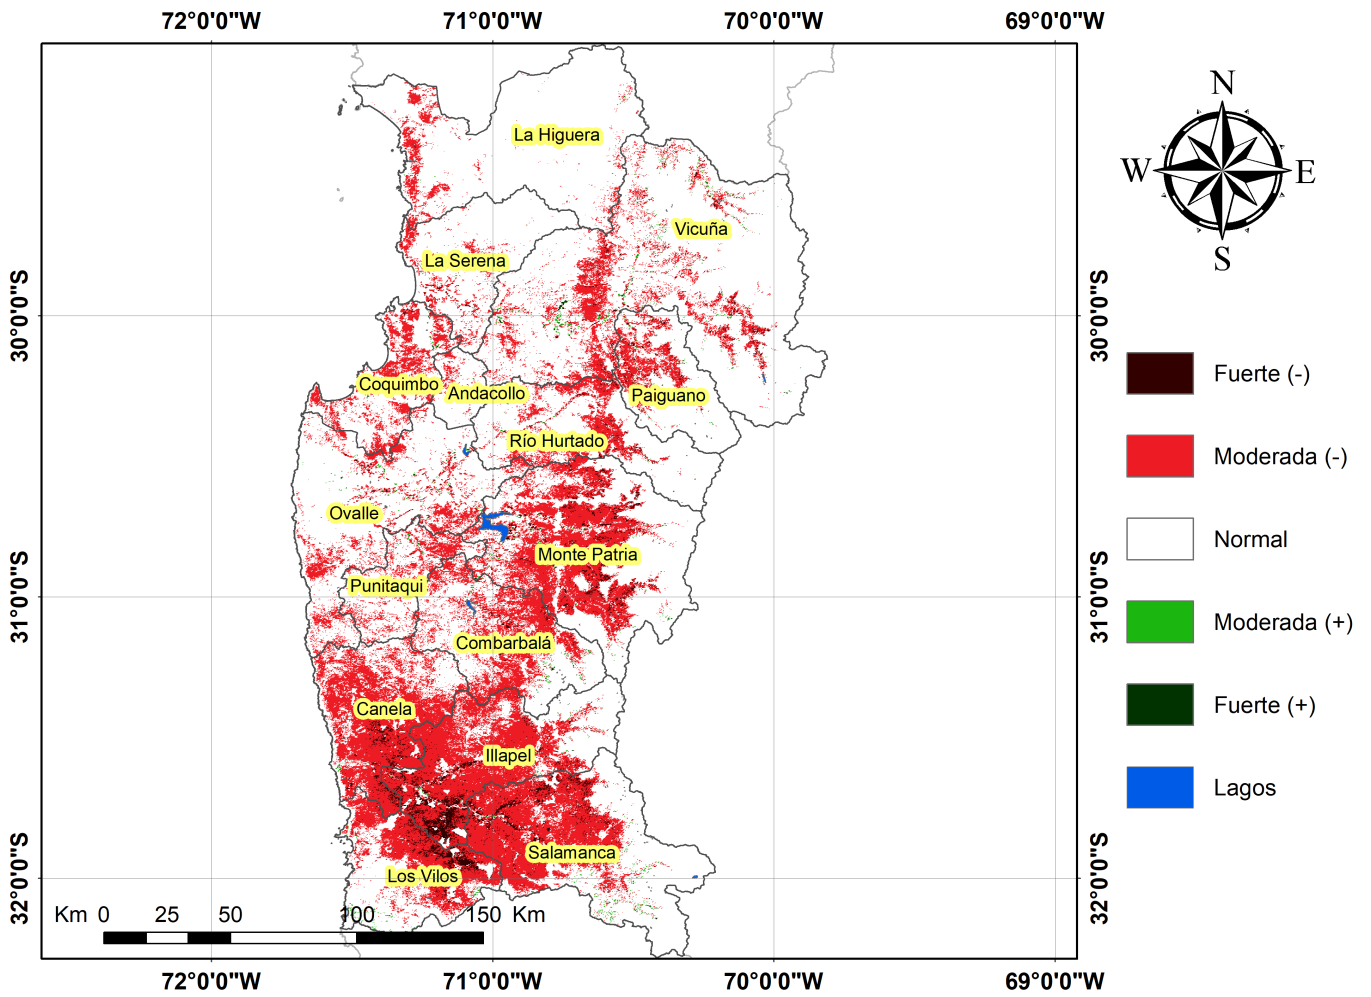 72°0'0"W 71°0'0"W 70°0'0"W 69°0'0"W
N
W E
S
30°0'0"S
31°0'0"S
32°0'0"S
30°0'0"S
31°0'0"S
32°0'0"S
La Higuera
Vicuña
La Serena
Coquimbo
Andacollo
Paiguano
Río Hurtado
Ovalle
Monte Patria
Punitaqui
Combarbalá
Canela
Illapel
Salamanca
Los Vilos
Fuerte (-)
Moderada (-)
Normal
Moderada (+)
Fuerte (+)
Lagos
Km 0 25 50 100 150 Km
72°0'0"W 71°0'0"W 70°0'0"W 69°0'0"W